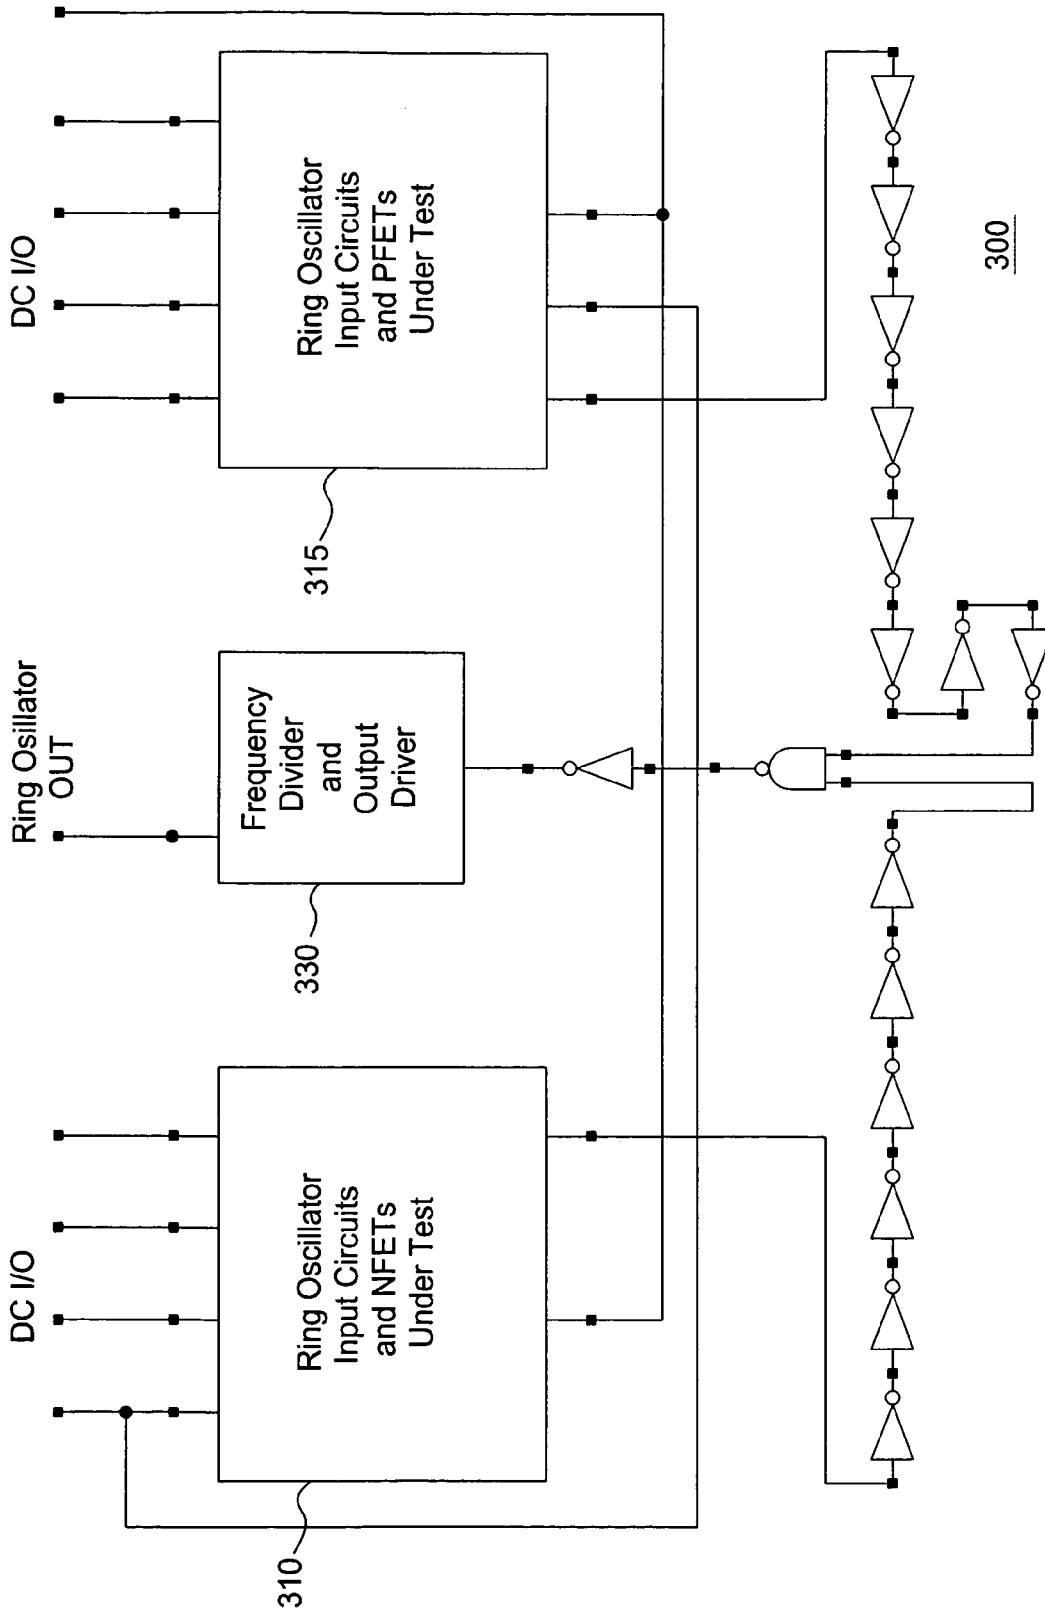 DC I/O
Ring Osillator
OUT
DC I/O
Ring Oscillator
Input Circuits
and NFETs
Under Test
310
Frequency
Divider
and
Output
Driver
330
Ring Oscillator
Input Circuits
and PFETs
Under Test
315
300